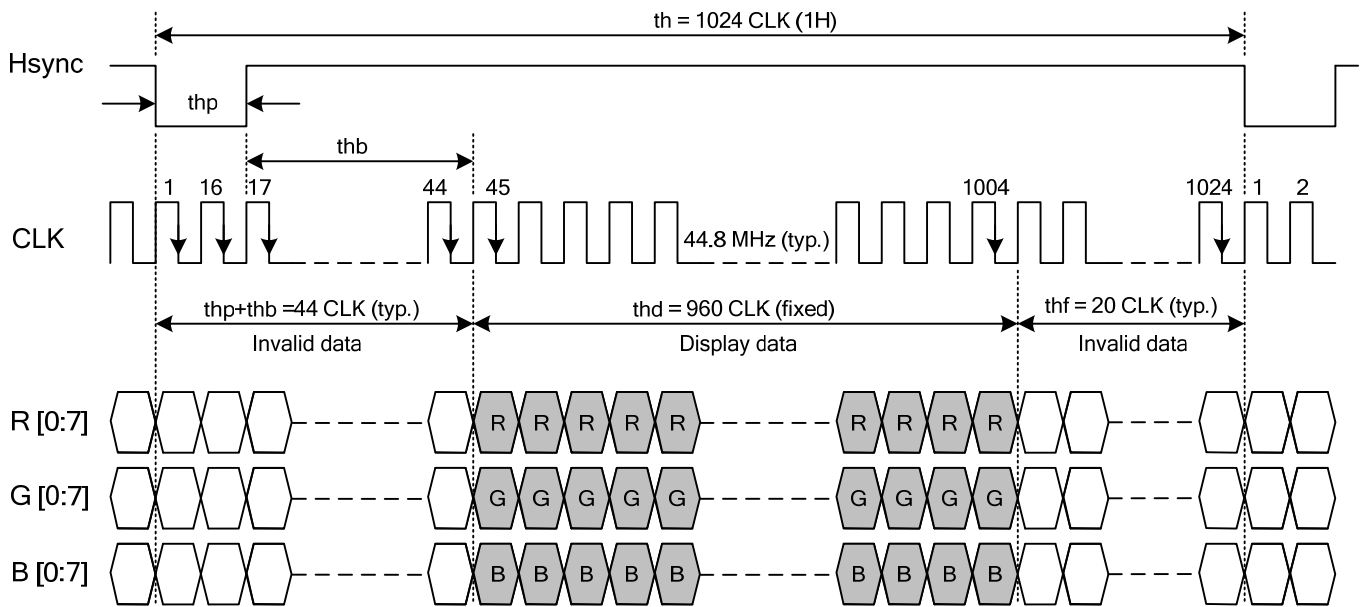 th = 1024 CLK (1H)
Hsync
thp
thb
1 16 17 44 45 1004 1024 1 2
CLK
44.8 MHz (typ.)
thp+thb =44 CLK (typ.) thd = 960 CLK (fixed) thf = 20 CLK (typ.)
Invalid data Display data Invalid data
R [0:7] R R R R R R R R R
G [0:7] G G G G G G G G G
B [0:7] B B B B B B B B B